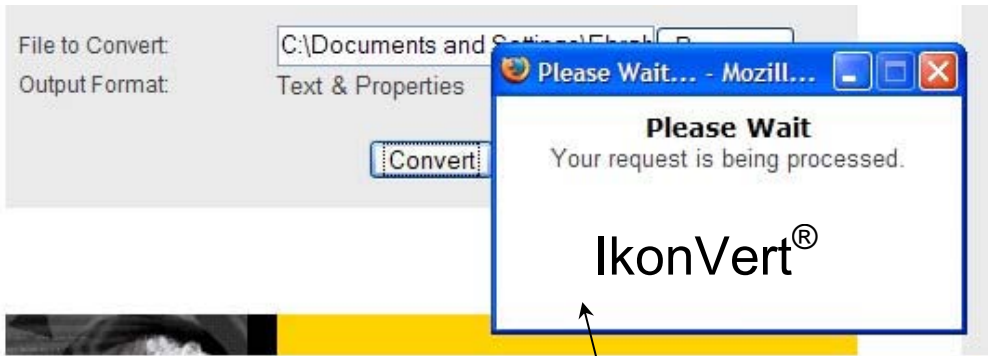 File to Convert:
C:\Documents and
Output Format:
Text & Properties
Convert
Please Wait... - Mozill...
Please Wait
Your request is being processed.
IkonVert®